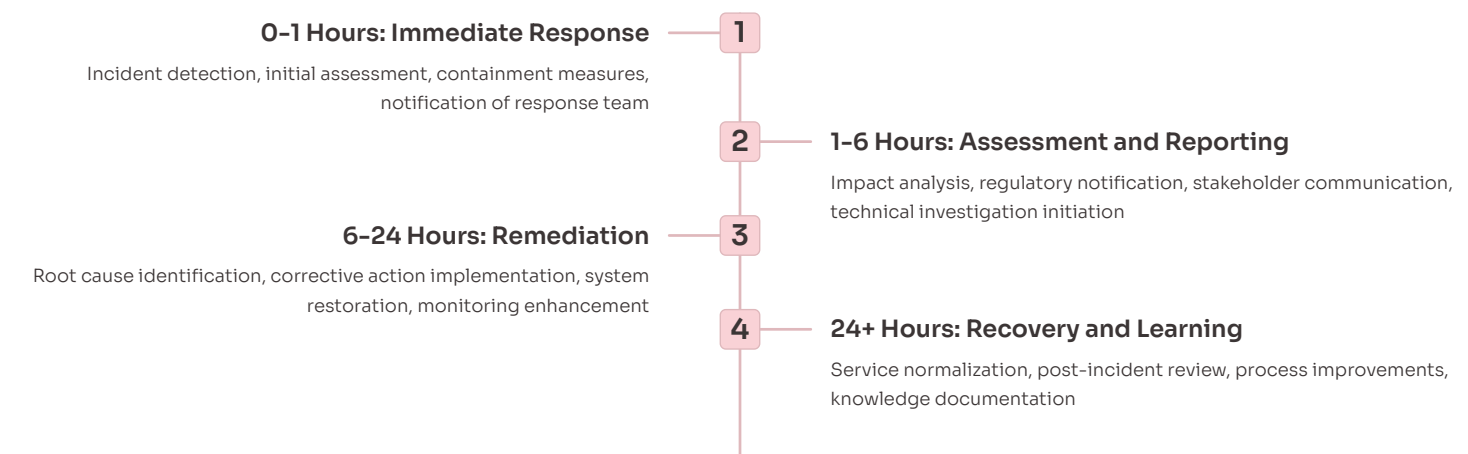 0-1 Hours: Immediate Response
1
Incident detection, initial assessment, containment measures,
notification of response team
2
1-6 Hours: Assessment and Reporting
Impact analysis, regulatory notification, stakeholder communication,
technical investigation initiation
6-24 Hours: Remediation
3
Root cause identification, corrective action implementation, system
restoration, monitoring enhancement
4
24+ Hours: Recovery and Learning
Service normalization, post-incident review, process improvements,
knowledge documentation